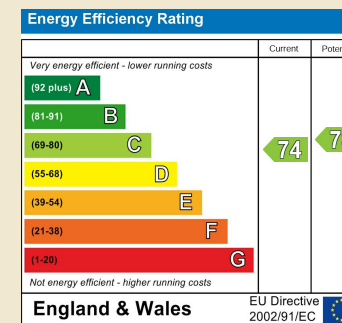 Energy Efficiency Rating
Current
Very energy efficient - lower running costs
(92 plus) A
(81-91) B
(69-80) C
74
(55-68) D
(39-54) E
(21-38) F
(1-20) G
Not energy efficient - higher running costs
England & Wales
EU Directive
2002/91/EC